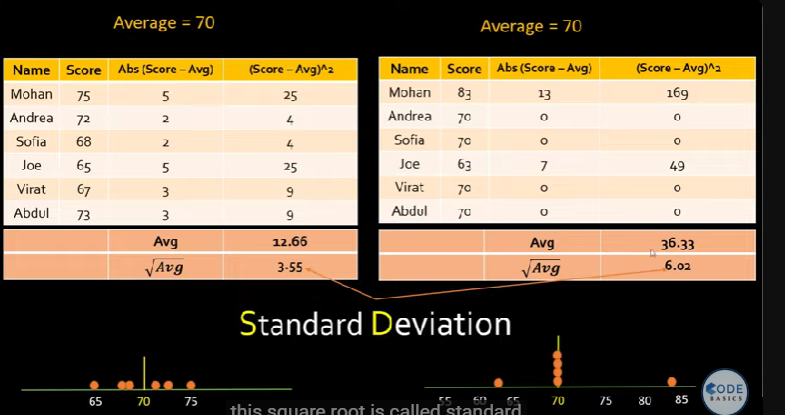 Average = 70
Name Score Abs (Score – Avg) (Score – Avg)^2
Mohan 75 5 25
Andrea 72 2 4
Sofia 68 2 4
Joe 65 5 25
Virat 67 3 9
Abdul 73 3 9
Avg 12.66
√Avg 3.55
Average = 70
Name Score Abs (Score – Avg) (Score – Avg)^2
Mohan 83 13 169
Andrea 70 0 0
Sofia 70 0 0
Joe 63 7 49
Virat 70 0 0
Abdul 70 0 0
Avg 36.33
√Avg 6.02
Standard Deviation
65 70 75
55 60 70 75 80 85
CODE
BASICS
this square root is called standard